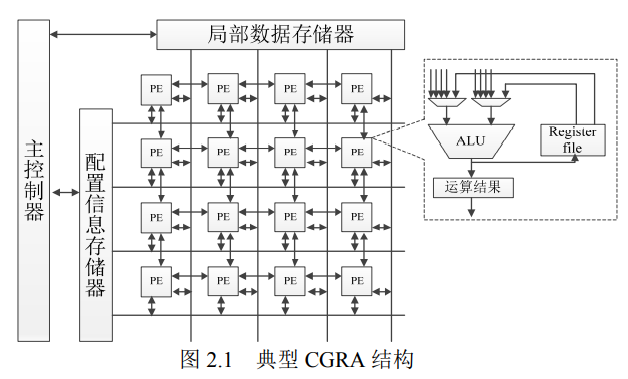 局部数据存储器
主控制器
配置信息存储器
PE PE PE PE
PE PE PE PE
PE PE PE PE
PE PE PE PE
ALU
Register
file
运算结果
图 2.1 典型 CGRA 结构